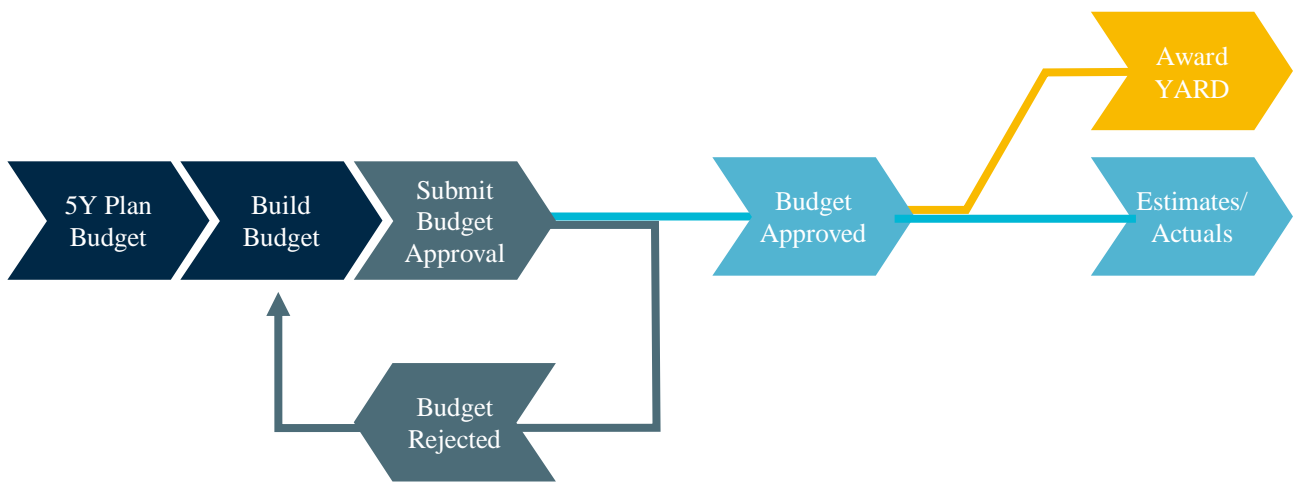 Award
YARD
5Y Plan
Budget
Build
Budget
Submit
Budget
Approval
Budget
Approved
Estimates/
Actuals
Budget
Rejected